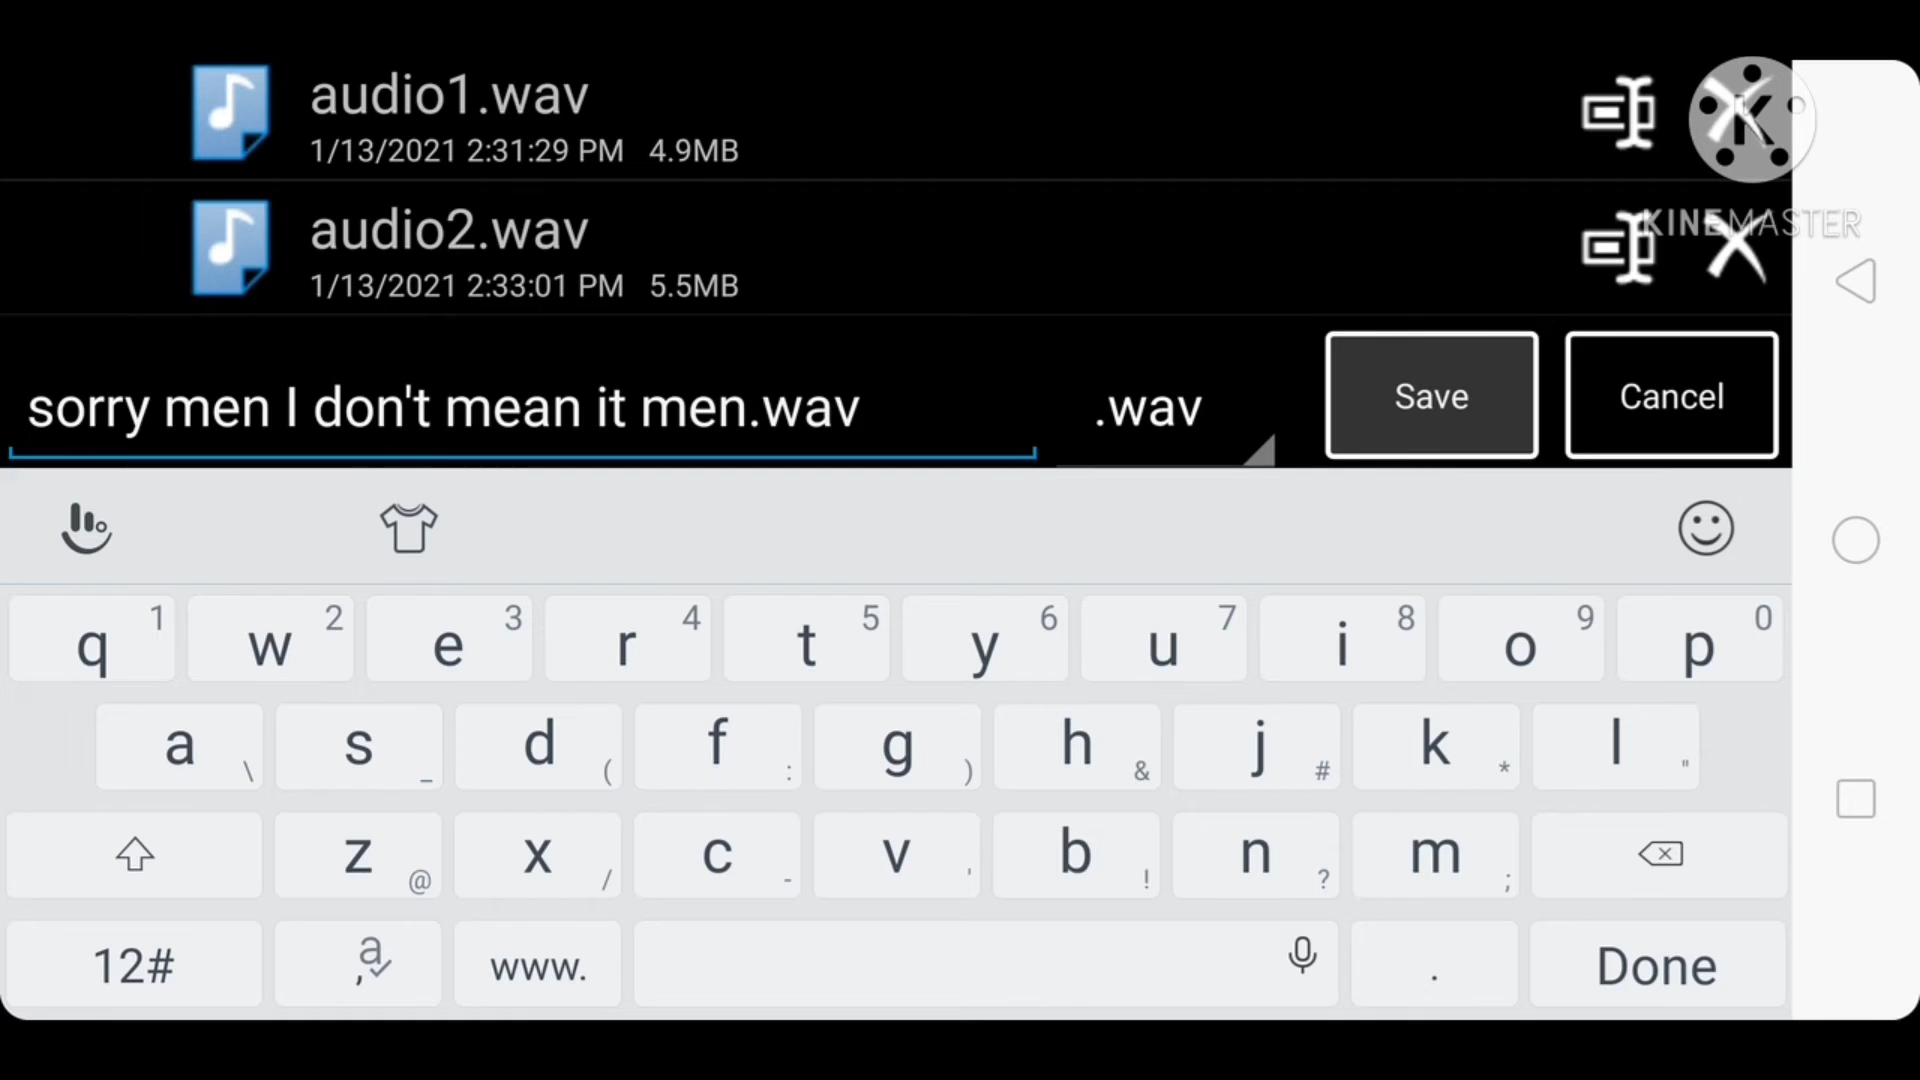 audio1.wav
1/13/2021 2:31:29 PM 4.9MB
K
audio2.wav
1/13/2021 2:33:01 PM 5.5MB
KINEMASTER
sorry men I don't mean it men.wav
.wav
Save
Cancel
q 1 w 2 e 3 r 4 t 5 y 6 u 7 i 8 o 9 p 0
a \ s _ d ( f : g ) h & j # k * l "
z @ x / c - v ' b ! n ? m ;
12# , a www. . Done